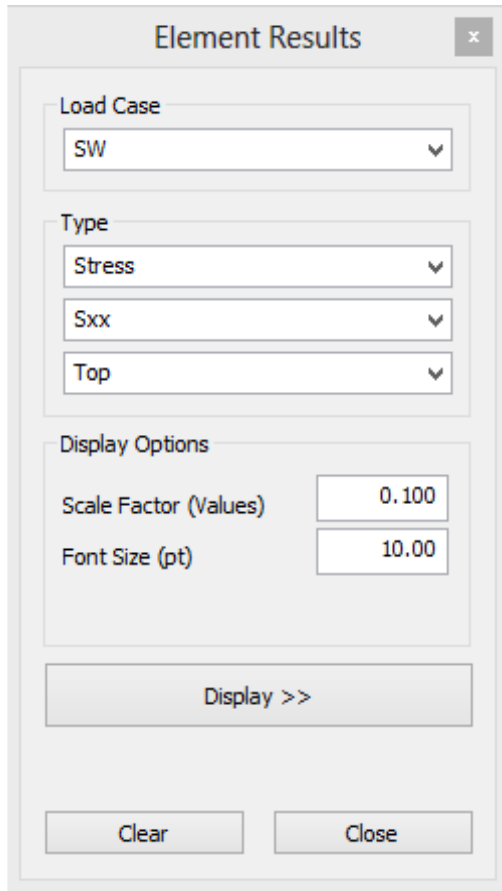 Element Results
x
Load Case
SW
Type
Stress
Sxx
Top
Display Options
Scale Factor (Values) 0.100
Font Size (pt) 10.00
Display >>
Clear Close